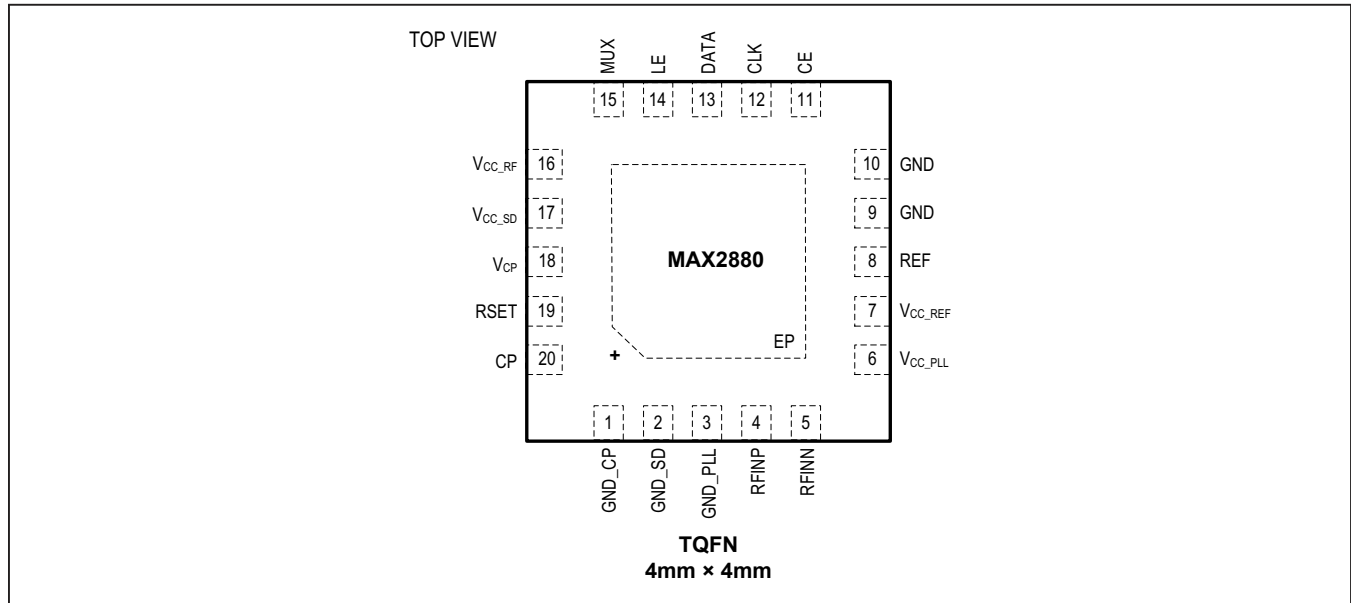 TOP VIEW
MUX
LE
DATA
CLK
CE
15 14 13 12 11
VCC_RF 16
10 GND
VCC_SD 17
9 GND
VCP 18
MAX2880
8 REF
RSET 19
7 VCC_REF
CP 20
+
EP
6 VCC_PLL
1 2 3 4 5
GND_CP
GND_SD
GND_PLL
RFINP
RFINN
TQFN
4mm × 4mm